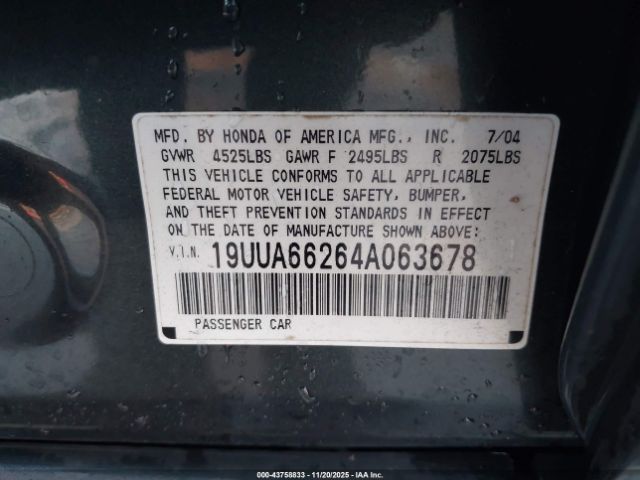 MFD. BY HONDA OF AMERICA MFG., INC. 7/04
GVWR 4525LBS GAWR F 2495LBS R 2075LBS
THIS VEHICLE CONFORMS TO ALL APPLICABLE
FEDERAL MOTOR VEHICLE SAFETY, BUMPER,
AND THEFT PREVENTION STANDARDS IN EFFECT
ON THE DATE OF MANUFACTURE SHOWN ABOVE:
V.I.N. 19UUA66264A063678
PASSENGER CAR
000-43758833 - 11/20/2025 - IAA Inc.